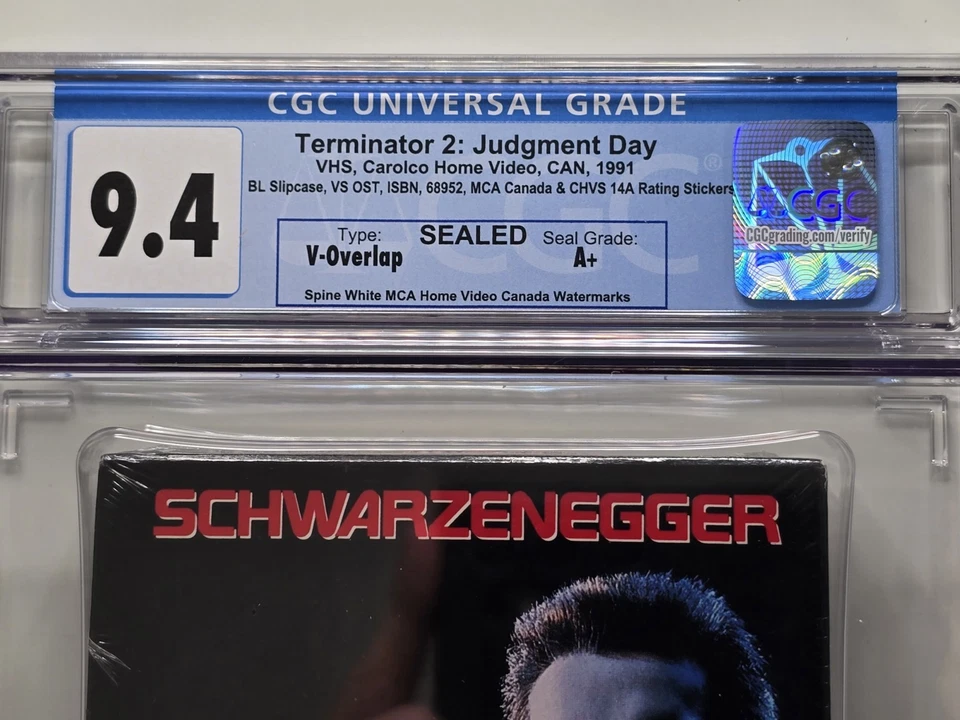 CGC UNIVERSAL GRADE
9.4
Terminator 2: Judgment Day
VHS, Carolco Home Video, CAN, 1991
BL Slipcase, VS OST, ISBN, 68952, MCA Canada & CHVS 14A Rating Stickers
Type: SEALED Seal Grade:
V-Overlap A+
Spine White MCA Home Video Canada Watermarks
CGC®
CGC
CGCgrading.com/verify
SCHWARZENEGGER